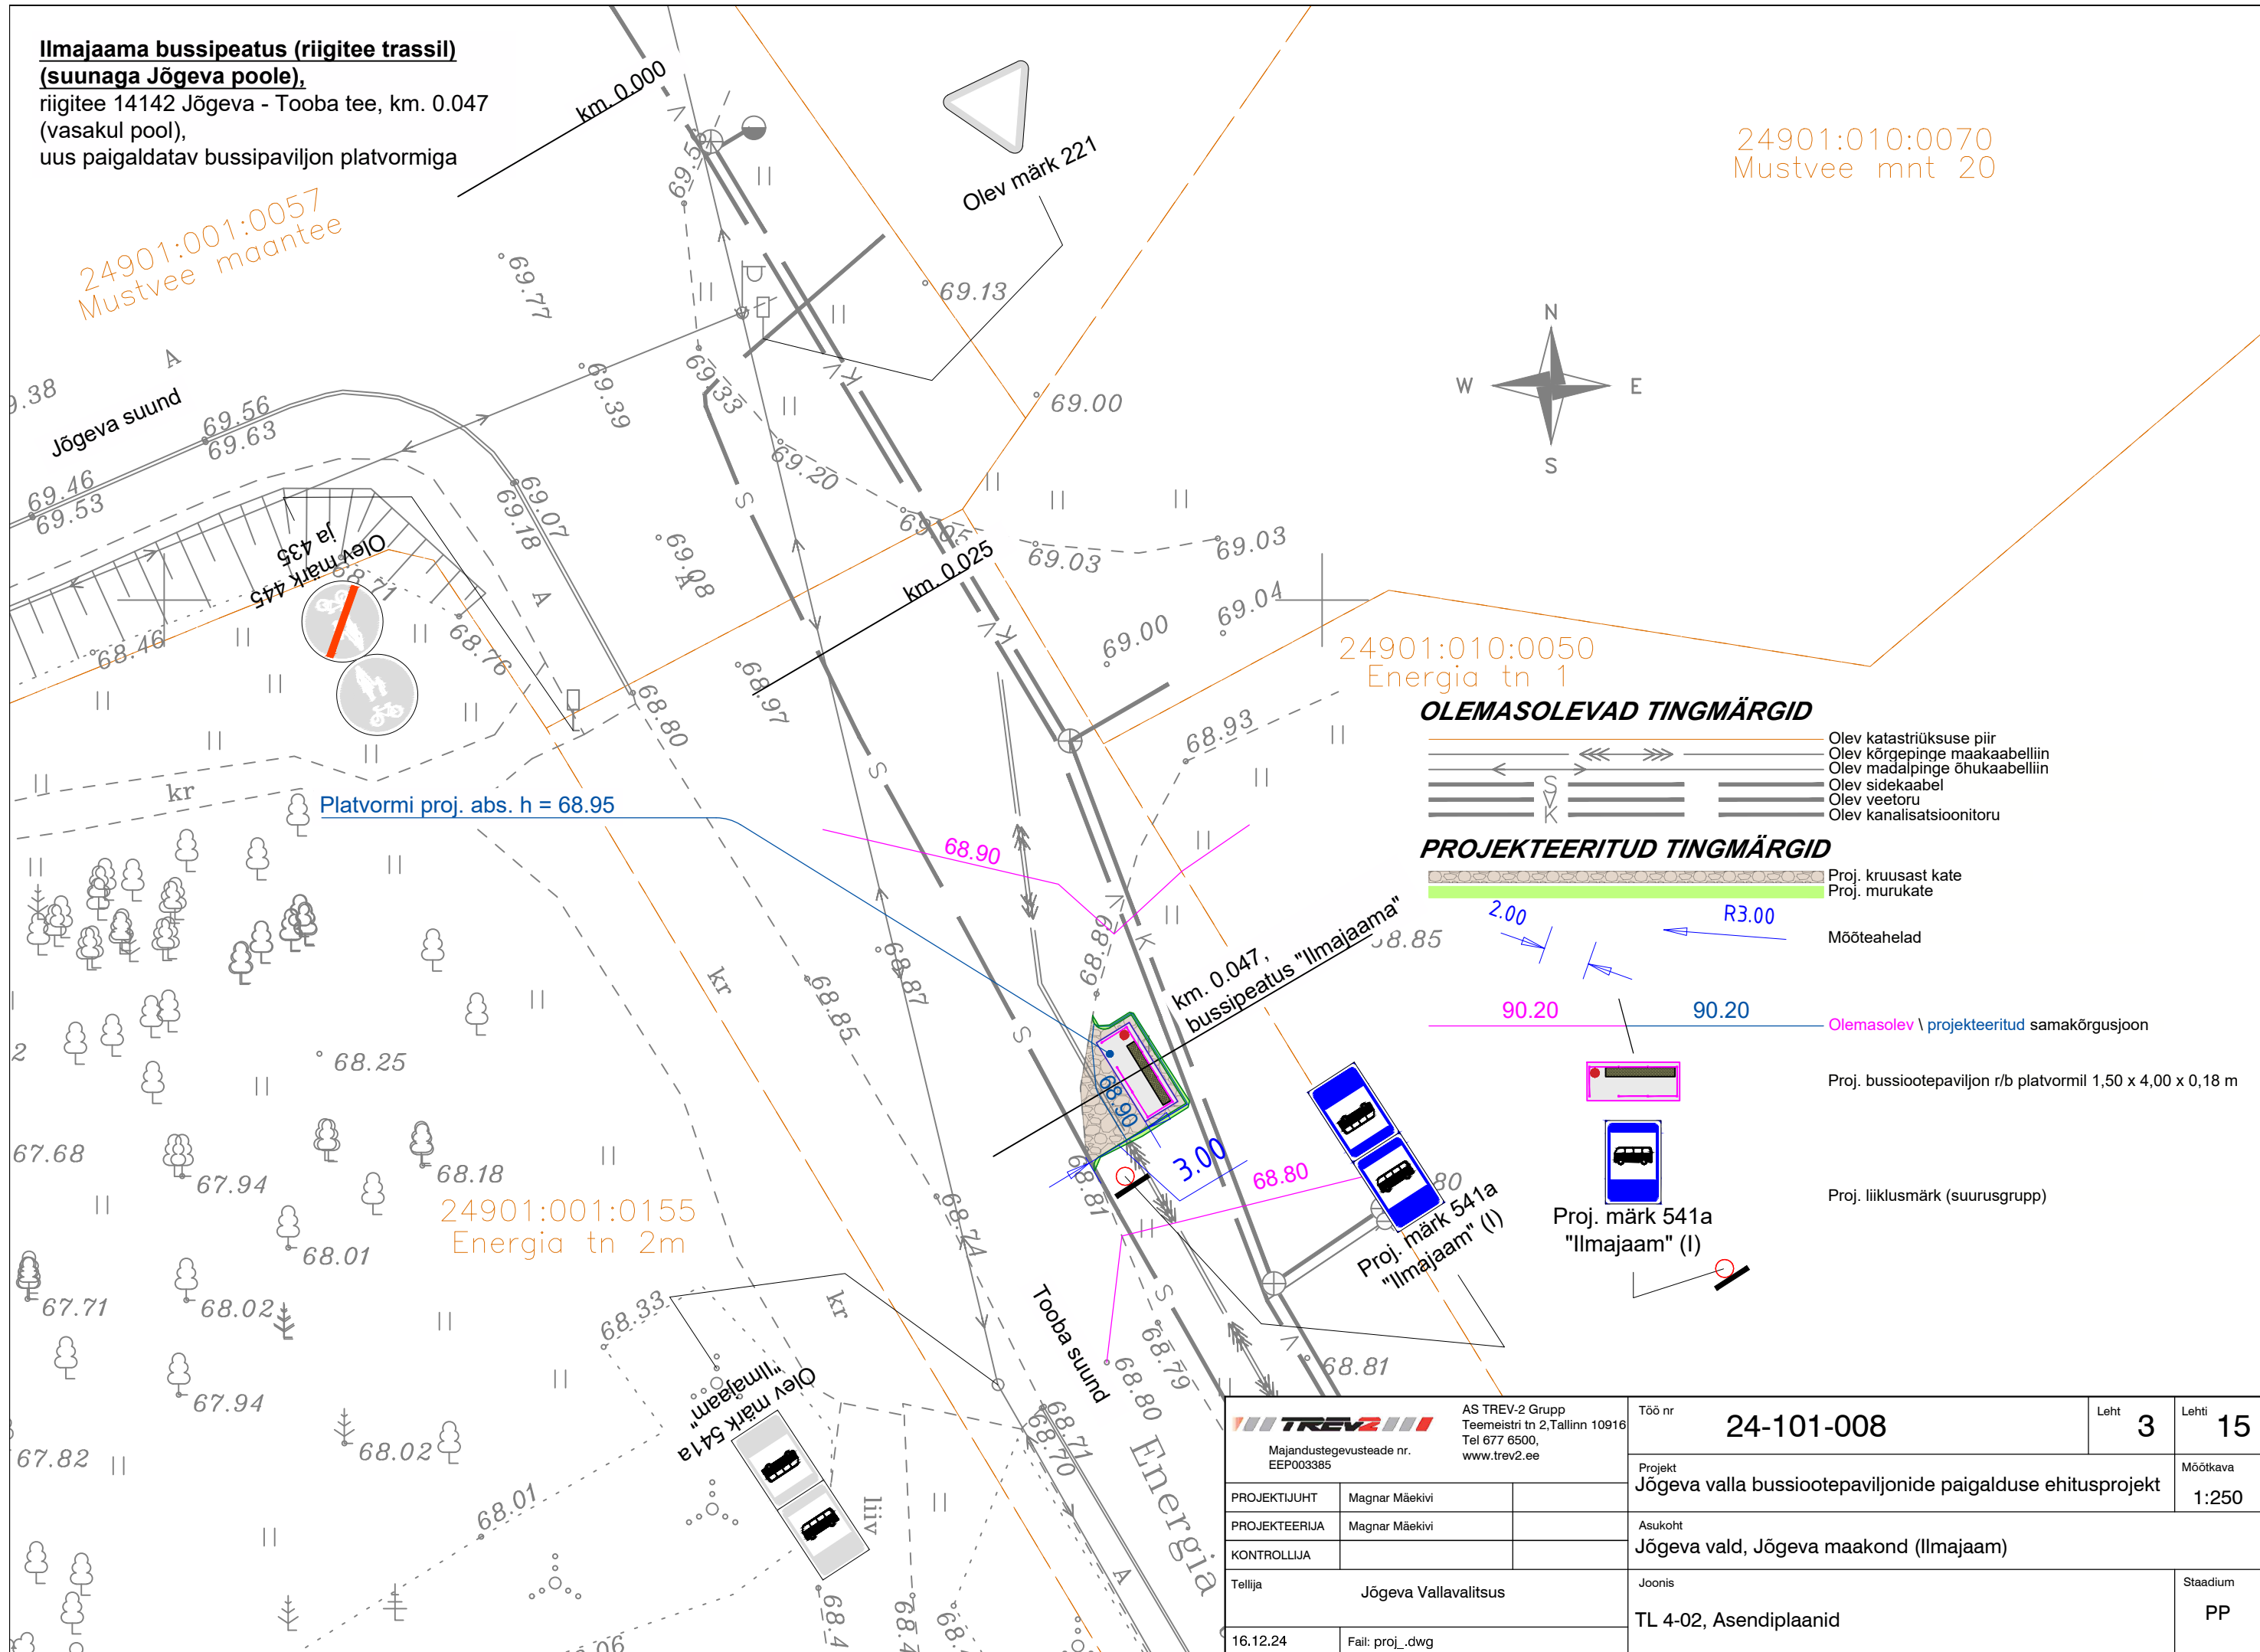 Ilmajaama bussipeatus (riigitee trassil)
(suunaga Jõgeva poole),
riigitee 14142 Jõgeva - Tooba tee, km. 0.047
(vasakul pool),
uus paigaldatav bussipaviljon platvormiga
km. 0.000
Olev märk 221
24901:010:0070
Mustvee mnt 20
24901:001:0057
Mustvee maantee
69.77
69.13
69.39
69.33
69.00
N
W
E
S
Jõgeva suund
69.56
69.63
69.46
69.53
69.07
69.18
69.20
69.05
69.03
69.03
69.08
69.04
69.00
km. 0.025
Olev märk 445
ja 435
68.46
68.76
68.80
68.97
68.93
24901:010:0050
Energia tn 1
OLEMASOLEVAD TINGMÄRGID
Olev katastriüksuse piir
Olev kõrgepinge maakaabelliin
Olev madalpinge õhukaabelliin
Olev sidekaabel
Olev veetoru
Olev kanalisatsioonitoru
S
V
K
PROJEKTEERITUD TINGMÄRGID
Proj. kruusast kate
Proj. murukate
2.00
R3.00
Mõõteahelad
90.20
90.20
Olemasolev \ projekteeritud samakõrgusjoon
Proj. bussiootepaviljon r/b platvormil 1,50 x 4,00 x 0,18 m
Proj. liiklusmärk (suurusgrupp)
Proj. märk 541a
"Ilmajaam" (I)
kr
Platvormi proj. abs. h = 68.95
68.90
68.89
68.87
68.85
kr
km. 0.047,
bussipeatus "Ilmajaama"
68.90
3.00
68.81
68.80
Proj. märk 541a
"Ilmajaam" (I)
68.25
67.68
67.94
68.18
68.01
67.71
68.02
67.94
68.02
67.82
68.01
24901:001:0155
Energia tn 2m
68.33
kr
68.74
Tooba suund
68.79
68.80
68.81
68.71
68.70
Olev märk 541a
"Ilmajaam"
liiv
Energia
A
TREV2
Majandustegevusteade nr.
EEP003385
AS TREV-2 Grupp
Teemeistri tn 2,Tallinn 10916
Tel 677 6500,
www.trev2.ee
Töö nr
24-101-008
Leht 3
Lehti 15
Projekt
Jõgeva valla bussiootepaviljonide paigalduse ehitusprojekt
Mõõtkava
1:250
PROJEKTIJUHT Magnar Mäekivi
PROJEKTEERIJA Magnar Mäekivi
KONTROLLIJA
Asukoht
Jõgeva vald, Jõgeva maakond (Ilmajaam)
Tellija
Jõgeva Vallavalitsus
Joonis
TL 4-02, Asendiplaanid
Staadium
PP
16.12.24
Fail: proj_.dwg